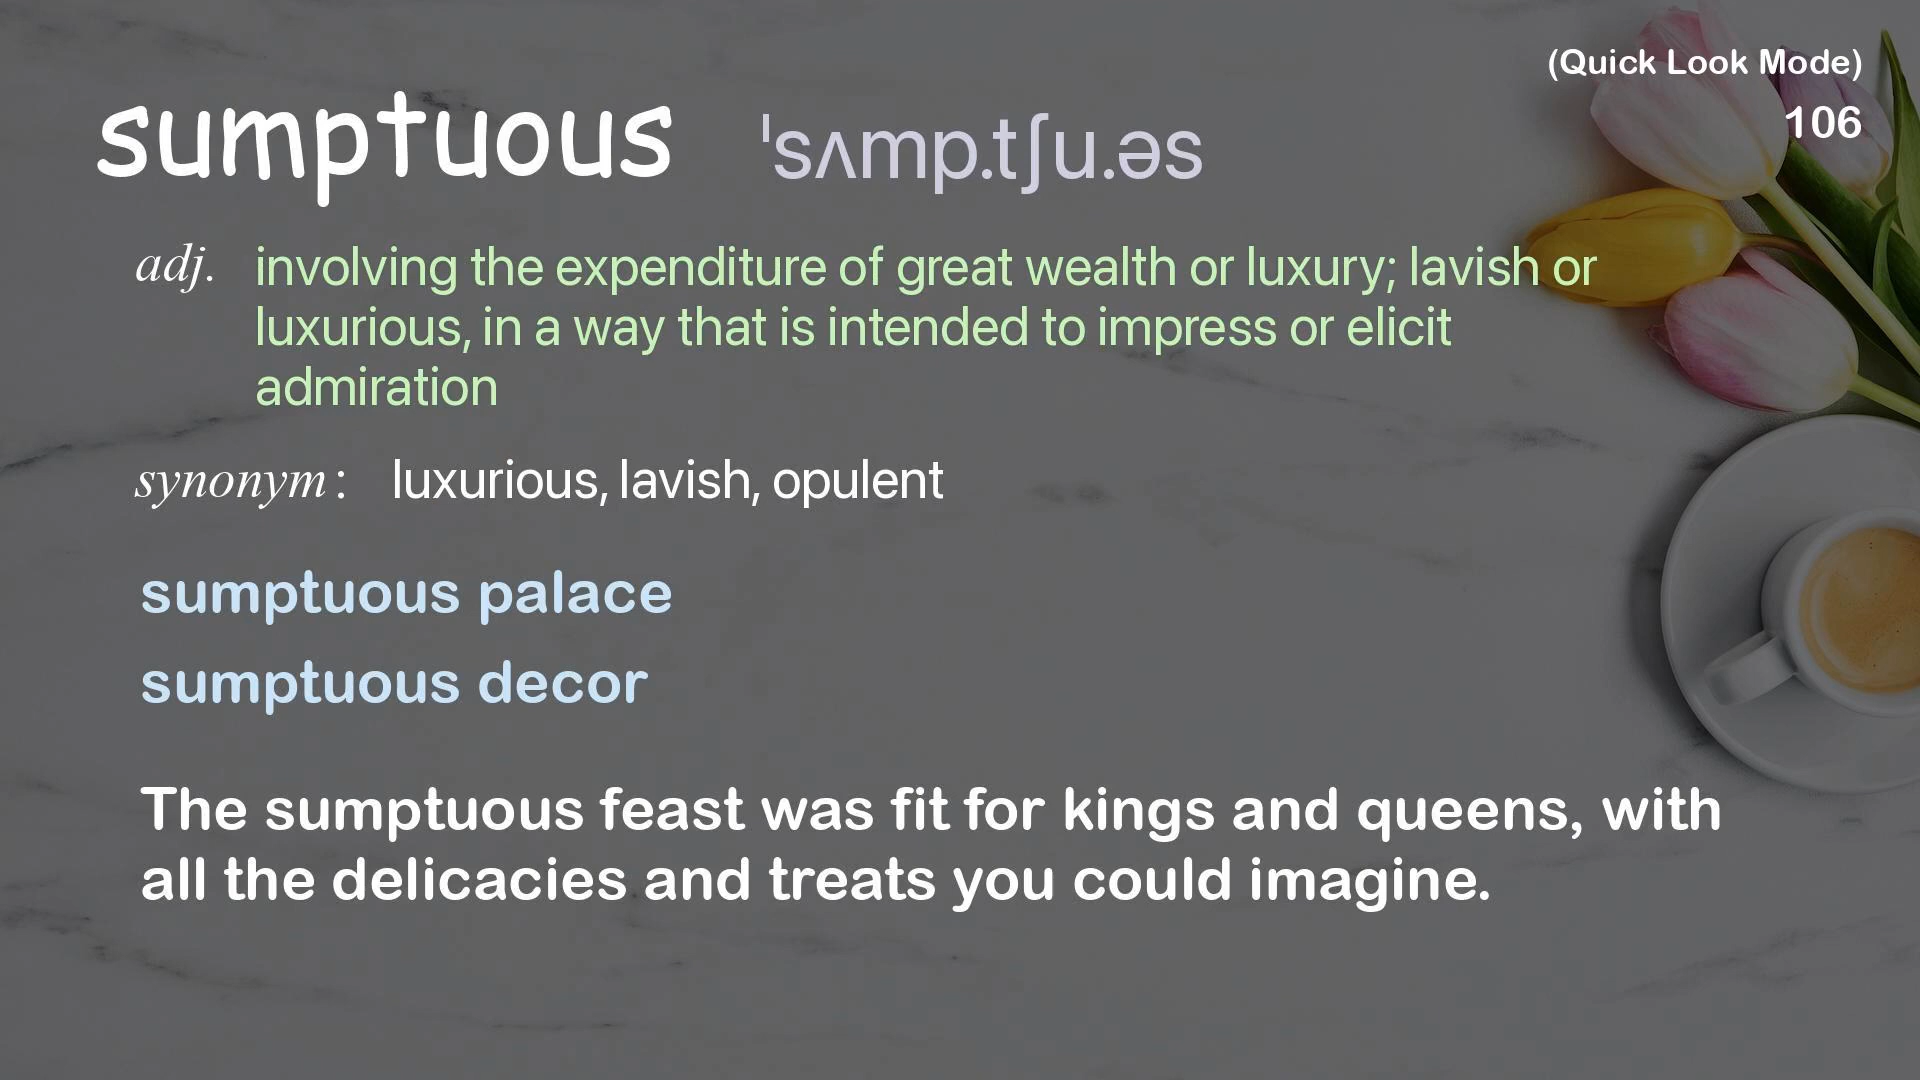 (Quick Look Mode)
106
sumptuous ˈsʌmp.tʃu.əs
adj. involving the expenditure of great wealth or luxury; lavish or
luxurious, in a way that is intended to impress or elicit
admiration
synonym: luxurious, lavish, opulent
sumptuous palace
sumptuous decor
The sumptuous feast was fit for kings and queens, with
all the delicacies and treats you could imagine.